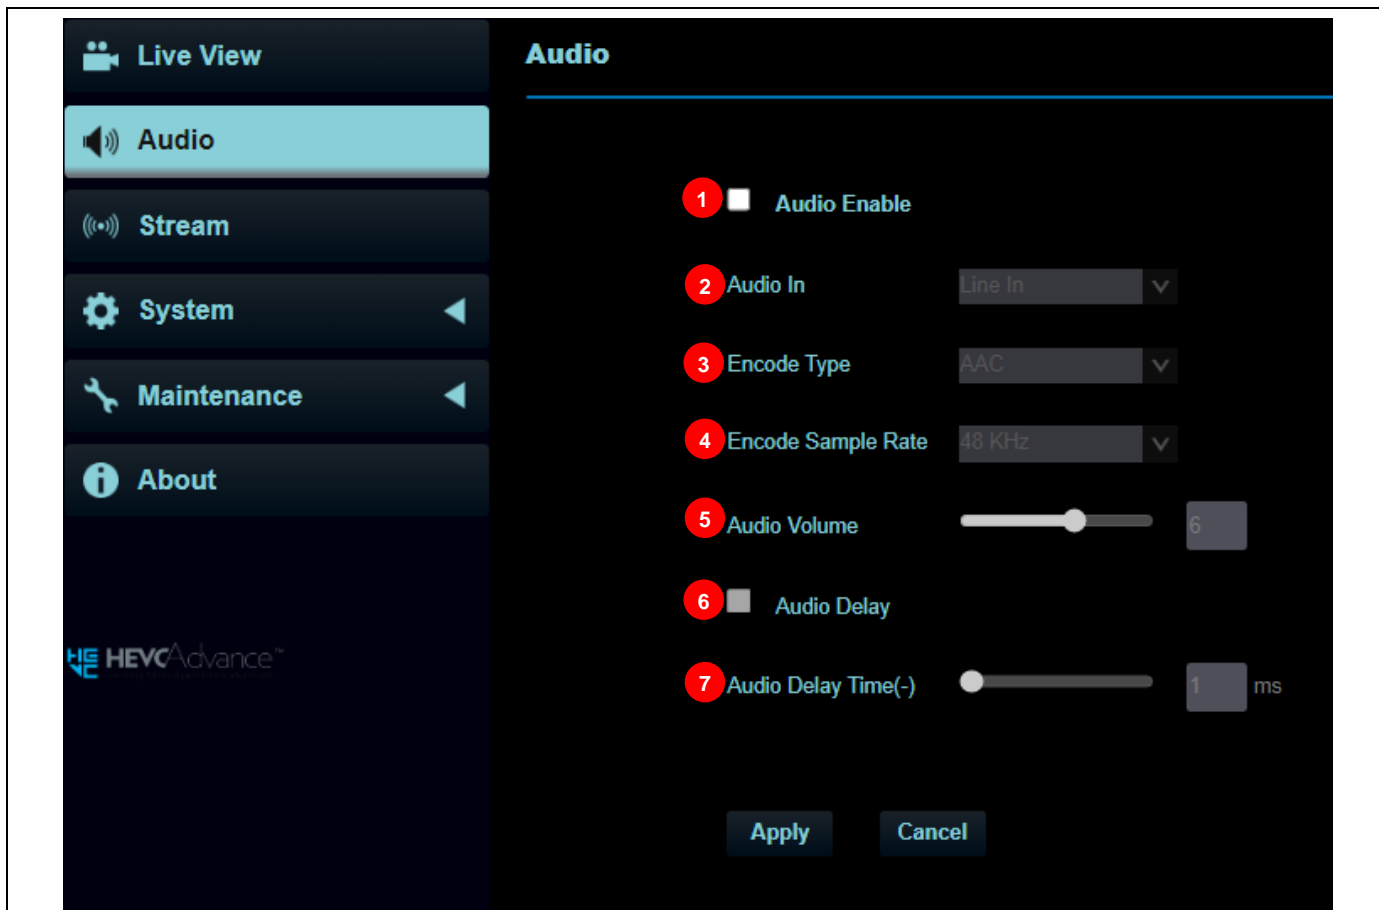 Live View
Audio
Stream
System
Maintenance
About
HEVCAdvance™
Audio
1 Audio Enable
2 Audio In Line In
3 Encode Type AAC
4 Encode Sample Rate 48 KHz
5 Audio Volume 6
6 Audio Delay
7 Audio Delay Time(-) 1 ms
Apply Cancel